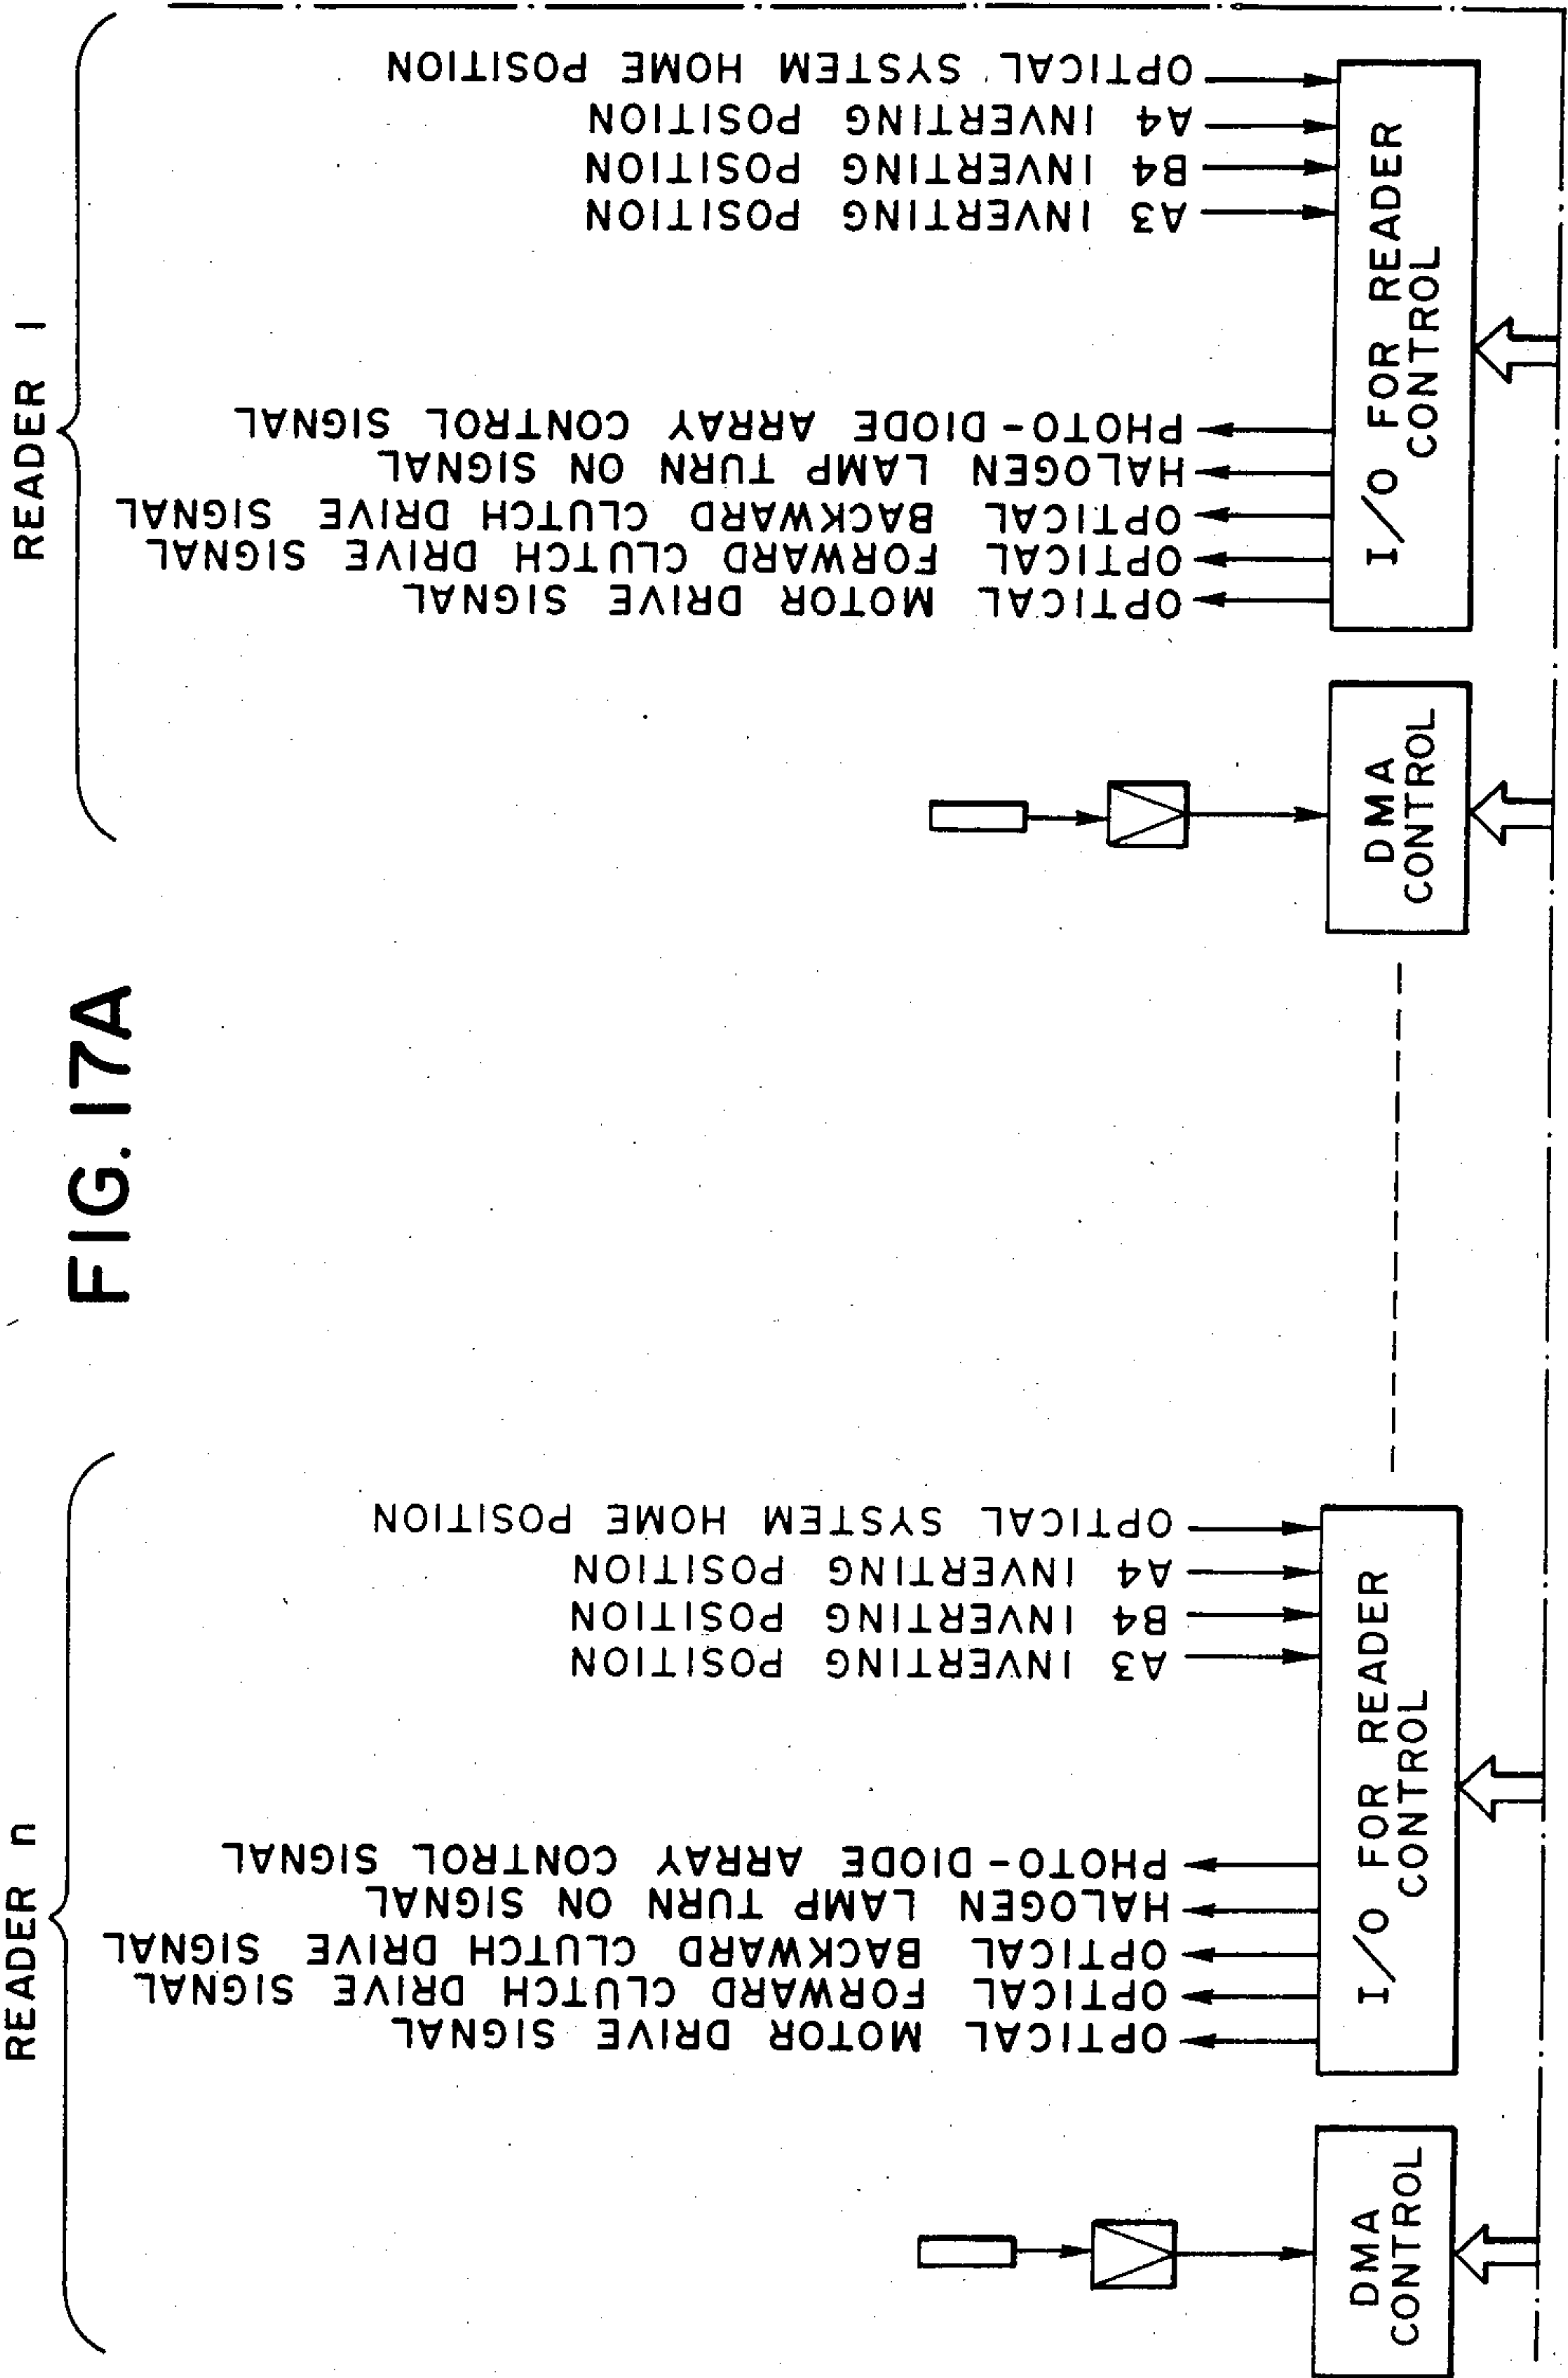 FIG. 17A
READER n
DMA
CONTROL
OPTICAL MOTOR DRIVE SIGNAL
OPTICAL FORWARD CLUTCH DRIVE SIGNAL
OPTICAL BACKWARD CLUTCH DRIVE SIGNAL
HALOGEN LAMP TURN ON SIGNAL
PHOTO-DIODE ARRAY CONTROL SIGNAL
A3 INVERTING POSITION
B4 INVERTING POSITION
A4 INVERTING POSITION
OPTICAL SYSTEM HOME POSITION
I/O FOR READER
CONTROL
READER 1
DMA
CONTROL
OPTICAL MOTOR DRIVE SIGNAL
OPTICAL FORWARD CLUTCH DRIVE SIGNAL
OPTICAL BACKWARD CLUTCH DRIVE SIGNAL
HALOGEN LAMP TURN ON SIGNAL
PHOTO-DIODE ARRAY CONTROL SIGNAL
A3 INVERTING POSITION
B4 INVERTING POSITION
A4 INVERTING POSITION
OPTICAL SYSTEM HOME POSITION
I/O FOR READER
CONTROL